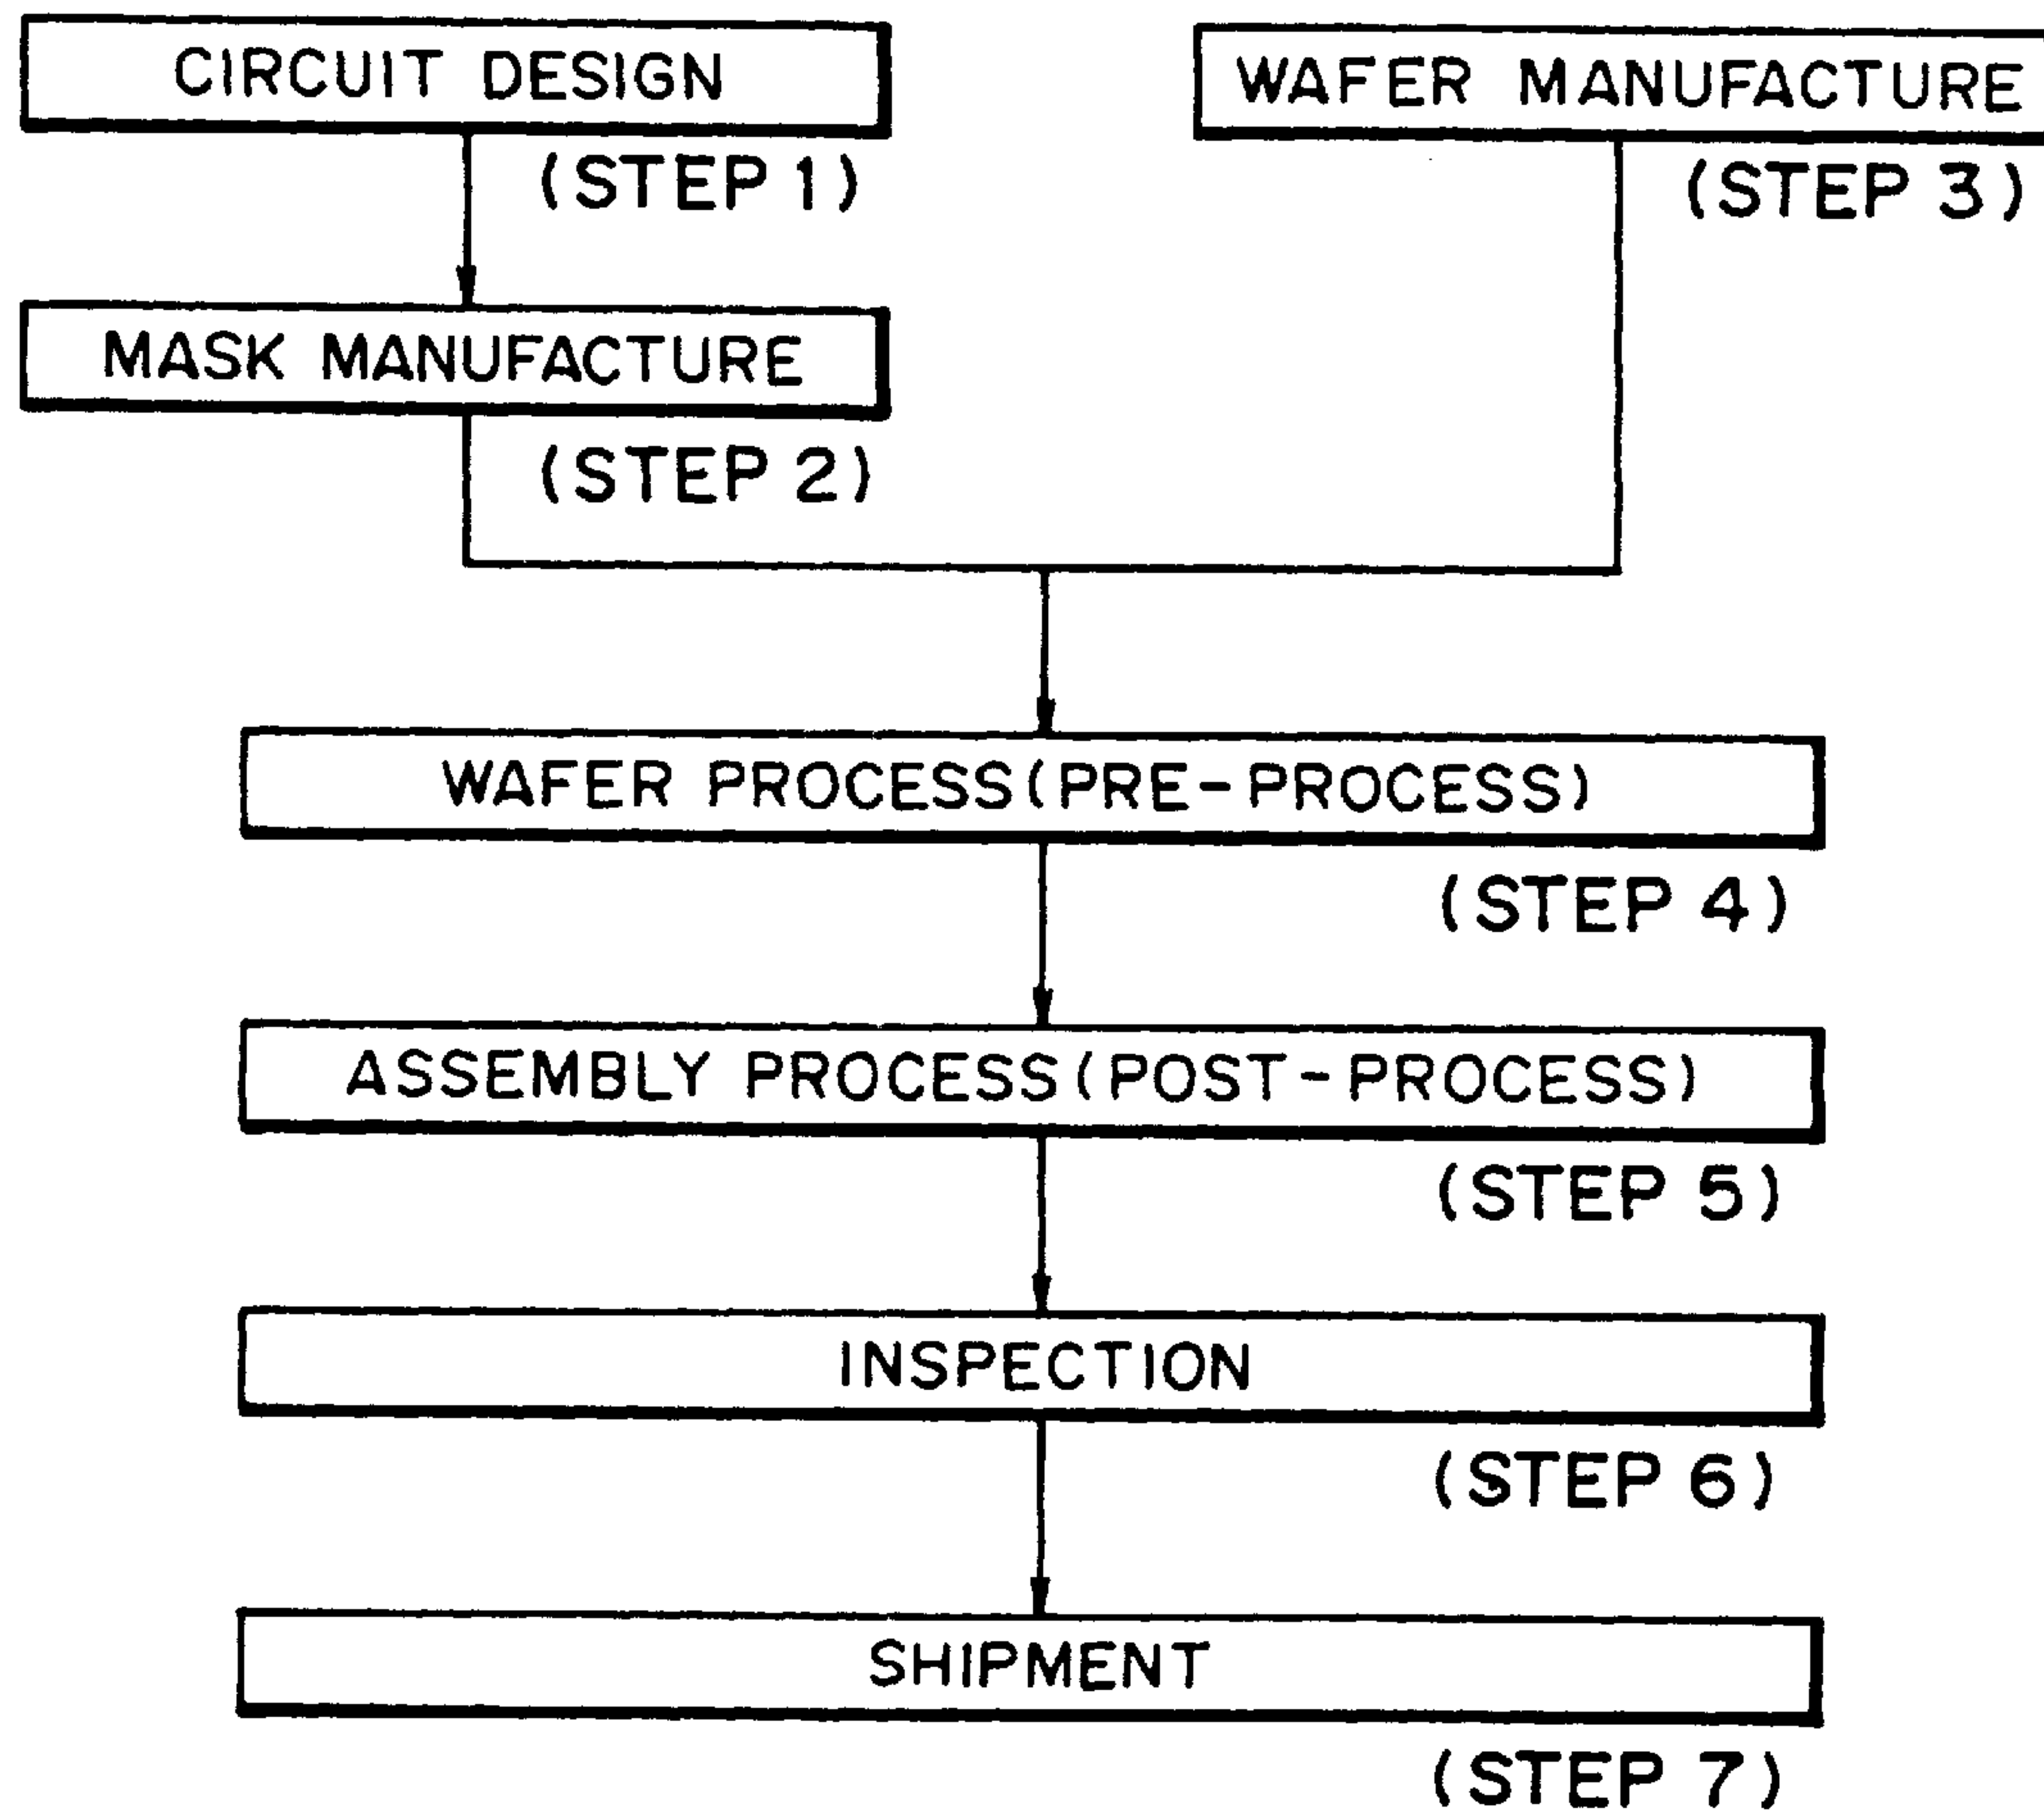 CIRCUIT DESIGN
(STEP 1)
WAFER MANUFACTURE
(STEP 3)
MASK MANUFACTURE
(STEP 2)
WAFER PROCESS(PRE-PROCESS)
(STEP 4)
ASSEMBLY PROCESS(POST-PROCESS)
(STEP 5)
INSPECTION
(STEP 6)
SHIPMENT
(STEP 7)